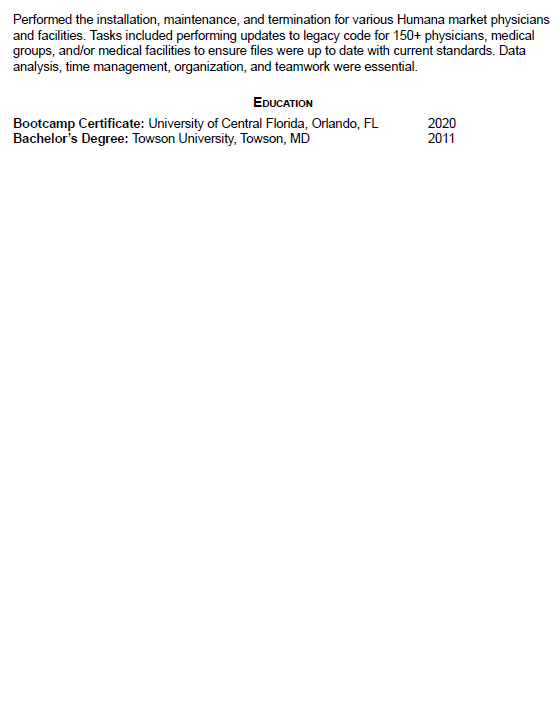 Performed the installation, maintenance, and termination for various Humana market physicians
and facilities. Tasks included performing updates to legacy code for 150+ physicians, medical
groups, and/or medical facilities to ensure files were up to date with current standards. Data
analysis, time management, organization, and teamwork were essential.
EDUCATION
Bootcamp Certificate: University of Central Florida, Orlando, FL 2020
Bachelor's Degree: Towson University, Towson, MD 2011